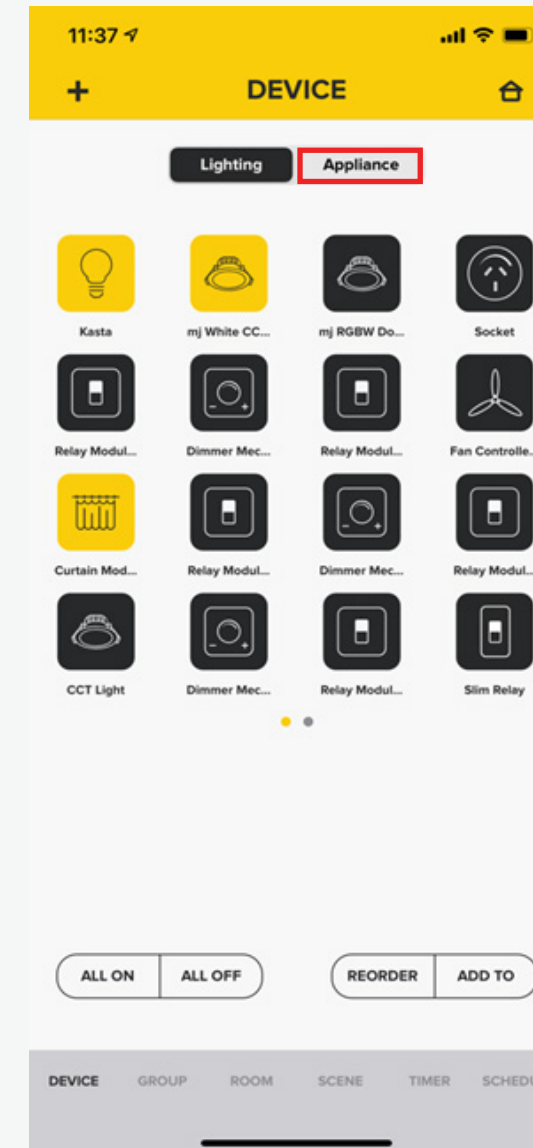 11:37
DEVICE
Lighting Appliance
Kasta mj White CC... mj RGBW Do... Socket
Relay Modul... Dimmer Mec... Relay Modul... Fan Controlle..
Curtain Mod... Relay Modul... Dimmer Mec... Relay Modul..
CCT Light Dimmer Mec... Relay Modul... Slim Relay
ALL ON ALL OFF REORDER ADD TO
DEVICE GROUP ROOM SCENE TIMER SCHEDU